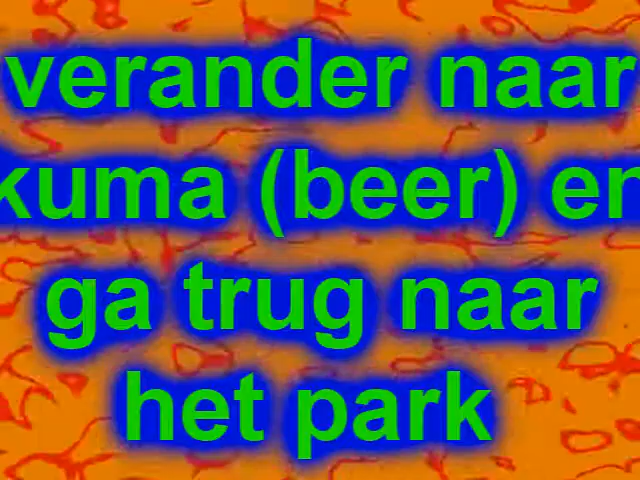 verander naar
kuma (beer) en
ga trug naar
het park